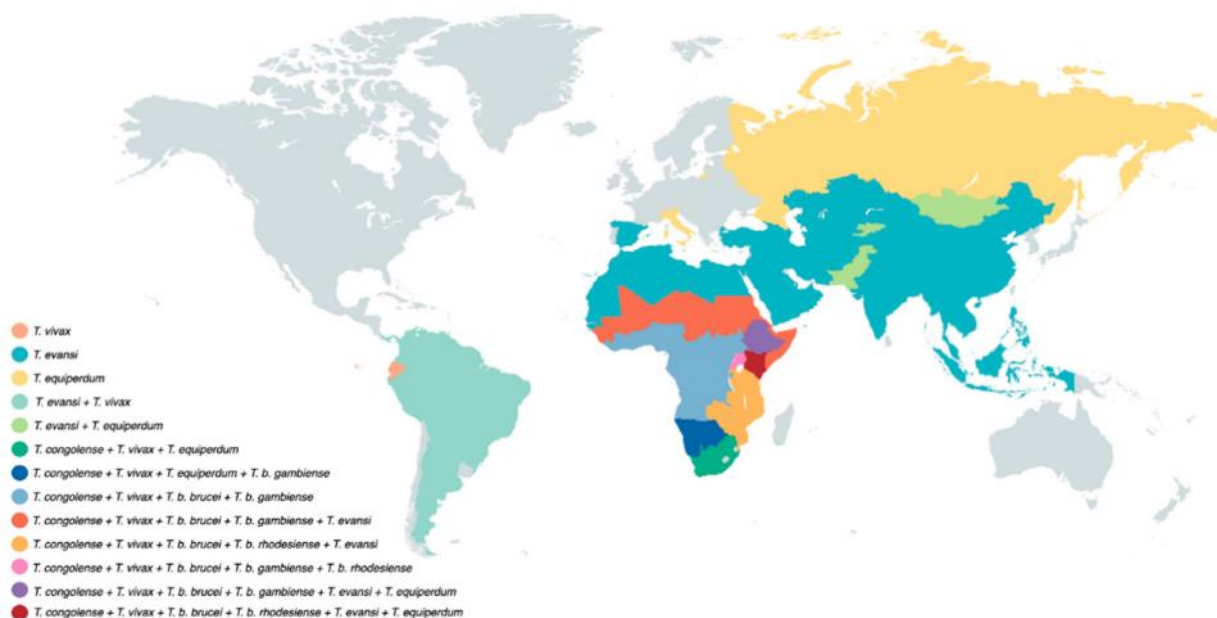 T. vivax
T. evansi
T. equiperdum
T. evansi + T. vivax
T. evansi + T. equiperdum
T. congolense + T. vivax + T. equiperdum
T. congolense + T. vivax + T. equiperdum + T. b. gambiense
T. congolense + T. vivax + T. b. brucei + T. b. gambiense
T. congolense + T. vivax + T. b. brucei + T. b. gambiense + T. evansi
T. congolense + T. vivax + T. b. brucei + T. b. rhodesiense + T. evansi
T. congolense + T. vivax + T. b. brucei + T. b. gambiense + T. b. rhodesiense
T. congolense + T. vivax + T. b. brucei + T. b. gambiense + T. evansi + T. equiperdum
T. congolense + T. vivax + T. b. brucei + T. b. rhodesiense + T. evansi + T. equiperdum